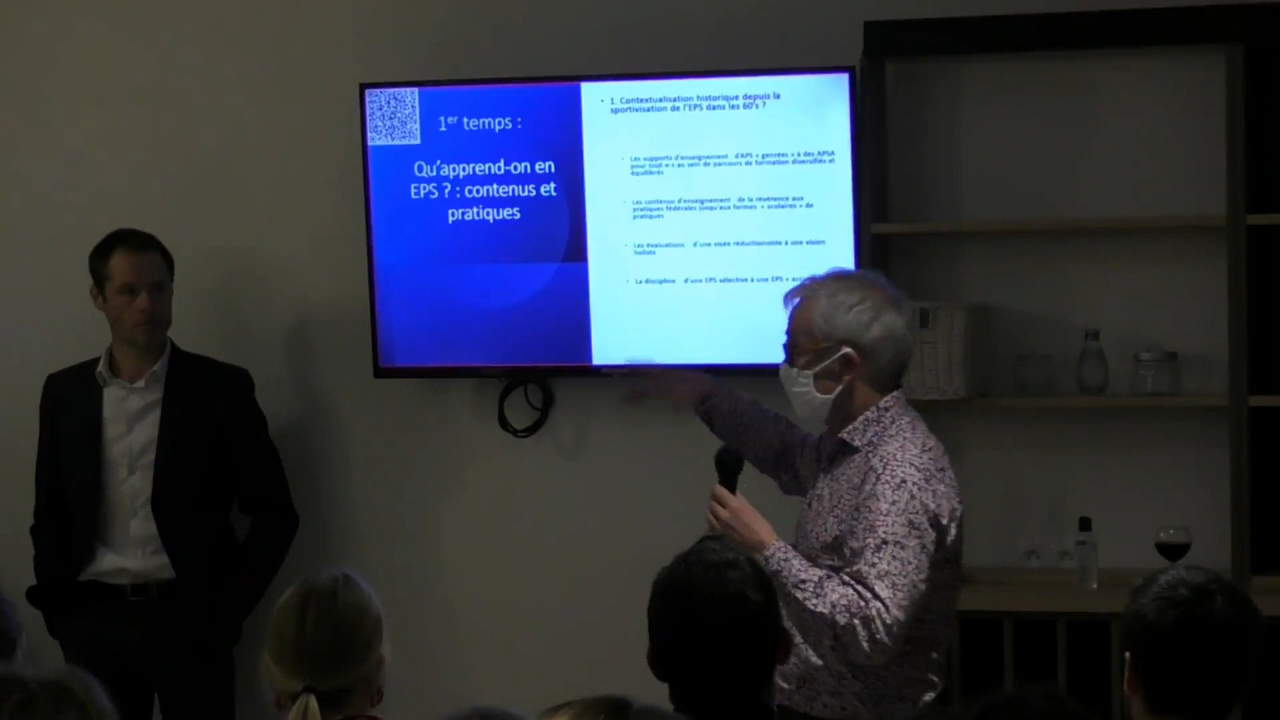 1er temps :
Qu'apprend-on en
EPS ? : contenus et
pratiques
• 1. Contextualisation historique depuis la
sportivisation de l'EPS dans les 60's ?
• Les supports d'enseignement d'APS « genrées » à des APSA
pour tout·e·s au sein de parcours de formation diversifiés et
équilibrés
• Les contenus d'enseignement de la référence aux
pratiques fédérales jusqu'aux formes « scolaires » de
pratiques
• Les évaluations d'une visée réductionniste à une vision
holiste
• La discipline d'une EPS sélective à une EPS «